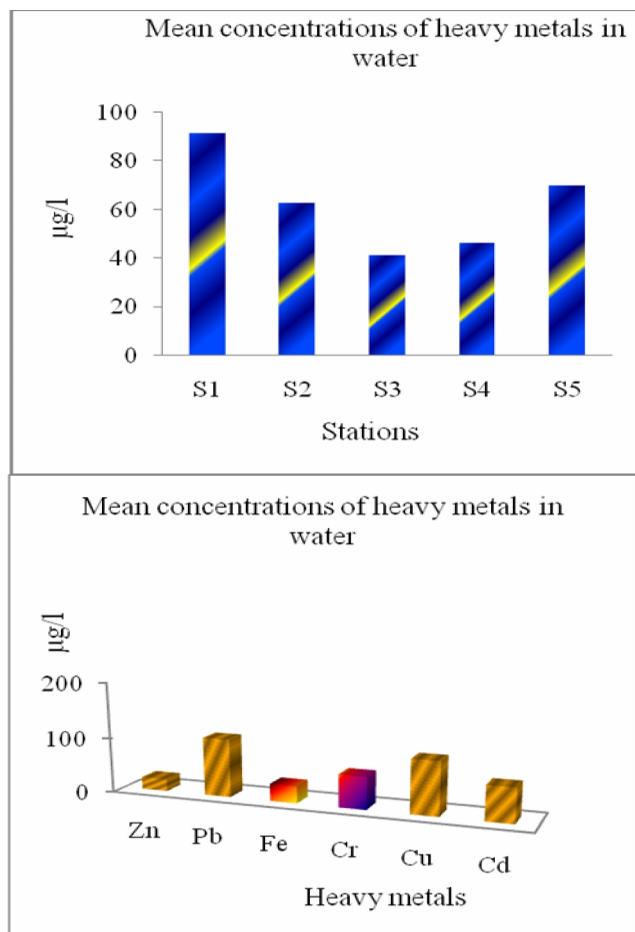 Mean concentrations of heavy metals in
water
100
80
60
40
20
0
µg/l
S1 S2 S3 S4 S5
Stations
Mean concentrations of heavy metals in
water
µg/l
200
100
0
Zn Pb Fe Cr Cu Cd
Heavy metals